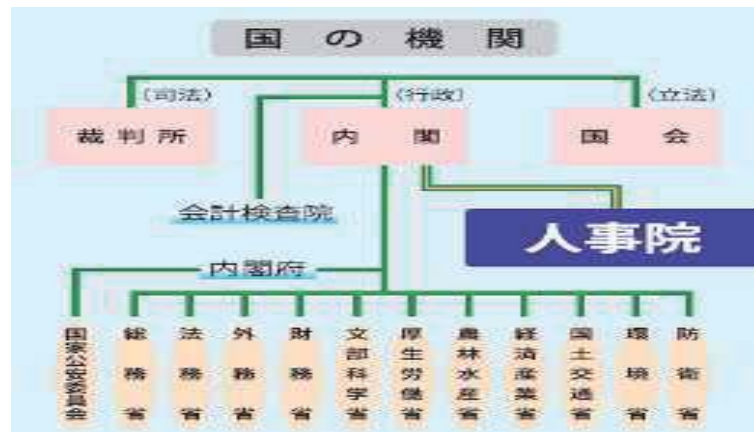 国の機関
(司法)
(行政)
(立法)
裁判所
内閣
国会
会計検査院
人事院
内閣府
国家公安委員会
総務省
法務省
外務省
財務省
文部科学省
厚生労働省
農林水産省
経済産業省
国土交通省
環境省
防衛省